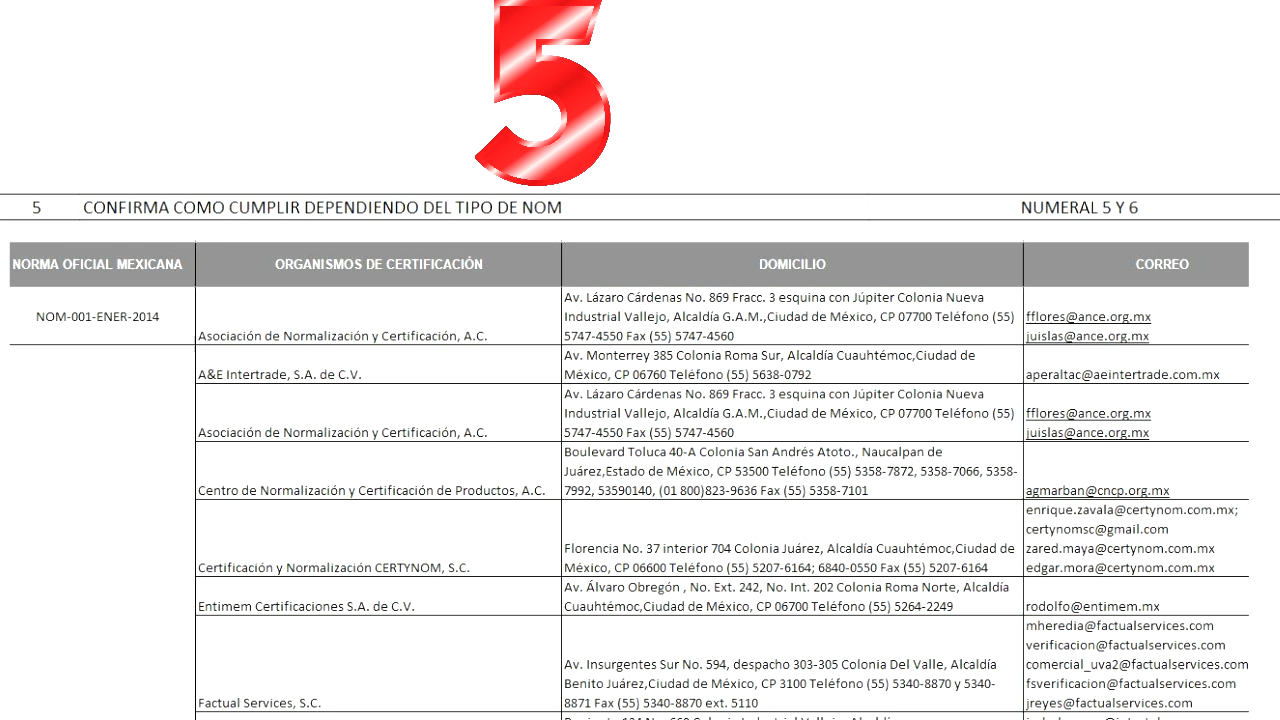 5
5 CONFIRMA COMO CUMPLIR DEPENDIENDO DEL TIPO DE NOM NUMERAL 5 Y 6
NORMA OFICIAL MEXICANA ORGANISMOS DE CERTIFICACIÓN DOMICILIO CORREO
NOM-001-ENER-2014
Asociación de Normalización y Certificación, A.C.
Av. Lázaro Cárdenas No. 869 Fracc. 3 esquina con Júpiter Colonia Nueva
Industrial Vallejo, Alcaldía G.A.M.,Ciudad de México, CP 07700 Teléfono (55)
5747-4550 Fax (55) 5747-4560
fflores@ance.org.mx
juislas@ance.org.mx
A&E Intertrade, S.A. de C.V.
Av. Monterrey 385 Colonia Roma Sur, Alcaldía Cuauhtémoc,Ciudad de
México, CP 06760 Teléfono (55) 5638-0792
aperaltac@aeintertrade.com.mx
Asociación de Normalización y Certificación, A.C.
Av. Lázaro Cárdenas No. 869 Fracc. 3 esquina con Júpiter Colonia Nueva
Industrial Vallejo, Alcaldía G.A.M.,Ciudad de México, CP 07700 Teléfono (55)
5747-4550 Fax (55) 5747-4560
fflores@ance.org.mx
juislas@ance.org.mx
Centro de Normalización y Certificación de Productos, A.C.
Boulevard Toluca 40-A Colonia San Andrés Atoto., Naucalpan de
Juárez,Estado de México, CP 53500 Teléfono (55) 5358-7872, 5358-7066, 5358-
7992, 53590140, (01 800)823-9636 Fax (55) 5358-7101
agmarban@cncp.org.mx
Certificación y Normalización CERTYNOM, S.C.
Florencia No. 37 interior 704 Colonia Juárez, Alcaldía Cuauhtémoc,Ciudad de
México, CP 06600 Teléfono (55) 5207-6164; 6840-0550 Fax (55) 5207-6164
enrique.zavala@certynom.com.mx;
certynomsc@gmail.com
zared.maya@certynom.com.mx
edgar.mora@certynom.com.mx
Entimem Certificaciones S.A. de C.V.
Av. Álvaro Obregón , No. Ext. 242, No. Int. 202 Colonia Roma Norte, Alcaldía
Cuauhtémoc,Ciudad de México, CP 06700 Teléfono (55) 5264-2249
rodolfo@entimem.mx
Factual Services, S.C.
Av. Insurgentes Sur No. 594, despacho 303-305 Colonia Del Valle, Alcaldía
Benito Juárez,Ciudad de México, CP 3100 Teléfono (55) 5340-8870 y 5340-
8871 Fax (55) 5340-8870 ext. 5110
mheredia@factualservices.com
verificacion@factualservices.com
comercial_uva2@factualservices.com
fsverificacion@factualservices.com
jreyes@factualservices.com